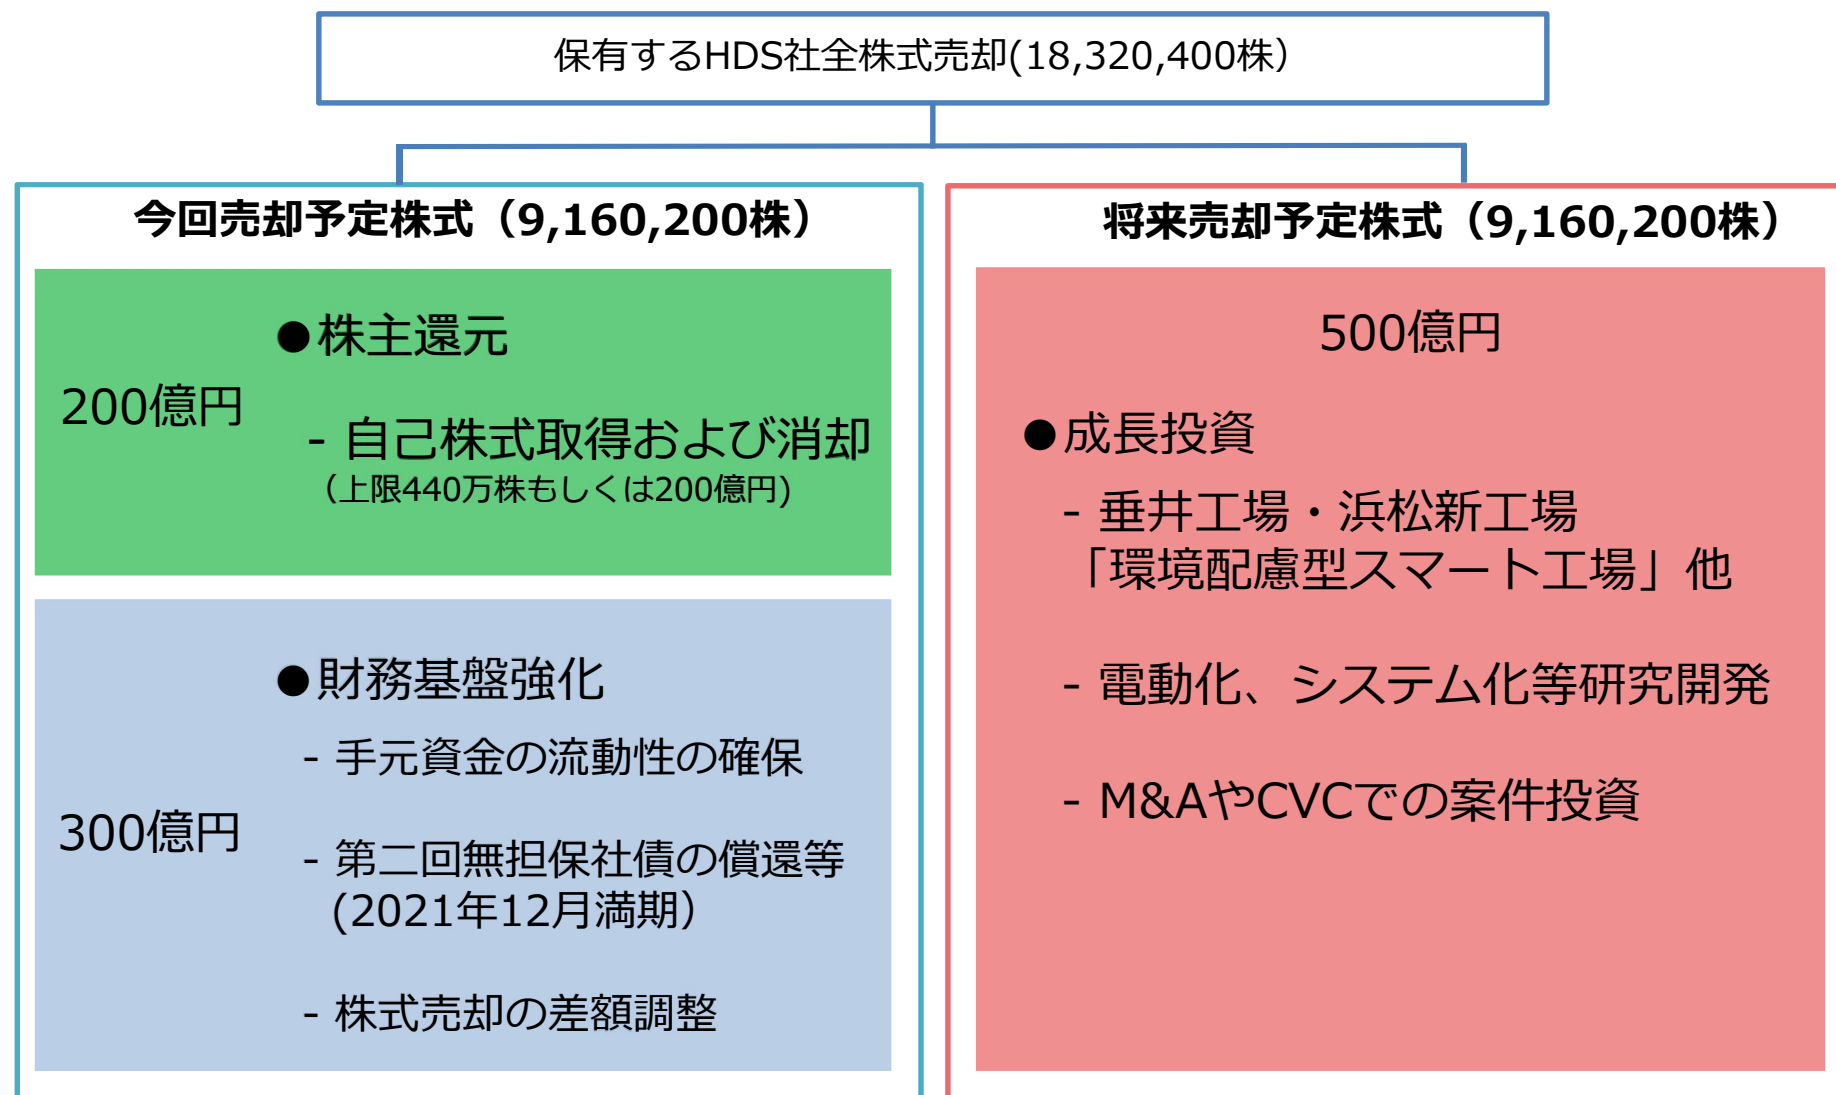 保有するHDS社全株式売却(18,320,400株）
今回売却予定株式（9,160,200株）
200億円
●株主還元
- 自己株式取得および消却
（上限440万株もしくは200億円)
300億円
●財務基盤強化
- 手元資金の流動性の確保
- 第二回無担保社債の償還等
(2021年12月満期）
- 株式売却の差額調整
将来売却予定株式（9,160,200株）
500億円
●成長投資
- 垂井工場・浜松新工場
「環境配慮型スマート工場」他
- 電動化、システム化等研究開発
- M&AやCVCでの案件投資